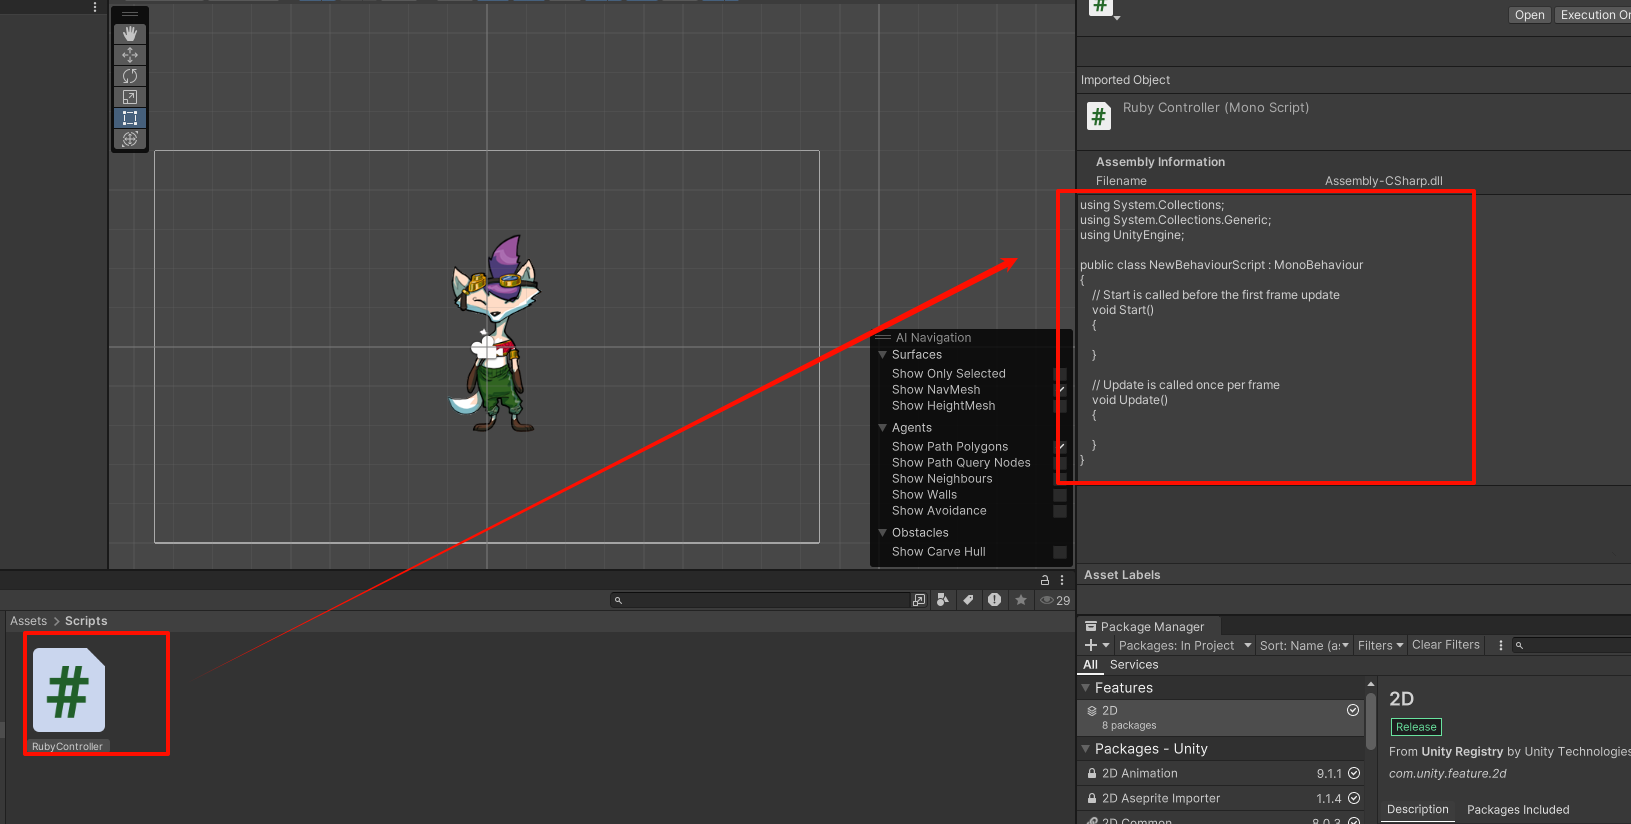 Open
Execution Or
Imported Object
Ruby Controller (Mono Script)
Assembly Information
Filename Assembly-CSharp.dll
using System.Collections;
using System.Collections.Generic;
using UnityEngine;
public class NewBehaviourScript : MonoBehaviour
{
// Start is called before the first frame update
void Start()
{
}
// Update is called once per frame
void Update()
{
}
}
AI Navigation
Surfaces
Show Only Selected
Show NavMesh
Show HeightMesh
Agents
Show Path Polygons
Show Path Query Nodes
Show Neighbours
Show Walls
Show Avoidance
Obstacles
Show Carve Hull
Asset Labels
29
Assets > Scripts
RubyController
Package Manager
Packages: In Project
Sort: Name (a
Filters
Clear Filters
All Services
Features
2D
8 packages
Packages - Unity
2D Animation 9.1.1
2D Aseprite Importer 1.1.4
2D Common 8.0.3
2D
Release
From Unity Registry by Unity Technologies
com.unity.feature.2d
Description Packages Included